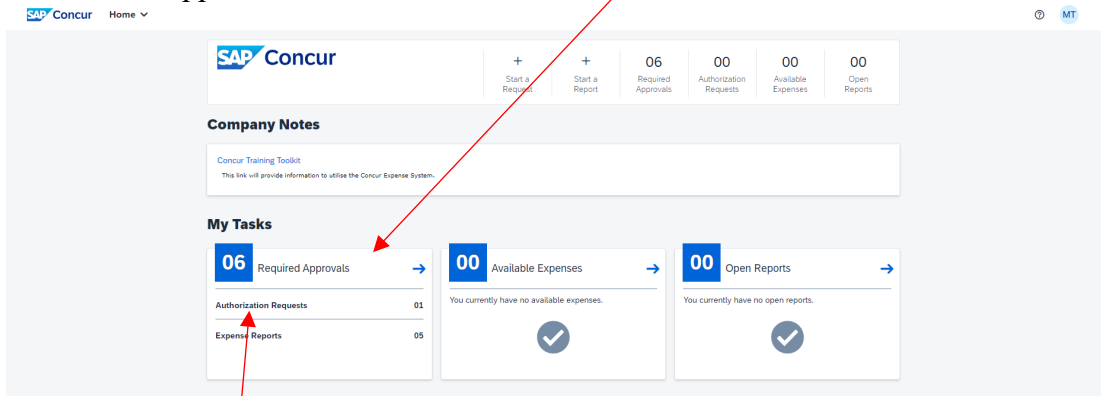 SAP Concur Home
MT
SAP Concur
+ + 06 00 00 00
Start a Request
Start a Report
Required Approvals
Authorization Requests
Available Expenses
Open Reports
Company Notes
Concur Training Toolkit
This link will provide information to utilise the Concur Expense System.
My Tasks
06 Required Approvals
Authorization Requests 01
Expense Reports 05
00 Available Expenses
You currently have no available expenses.
00 Open Reports
You currently have no open reports.